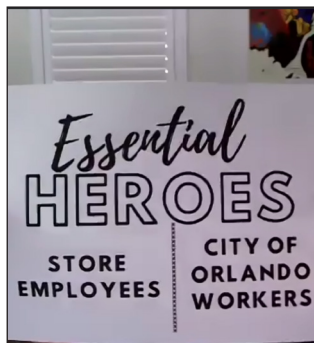 Essential
HEROES
STORE
EMPLOYEES
CITY OF
ORLANDO
WORKERS